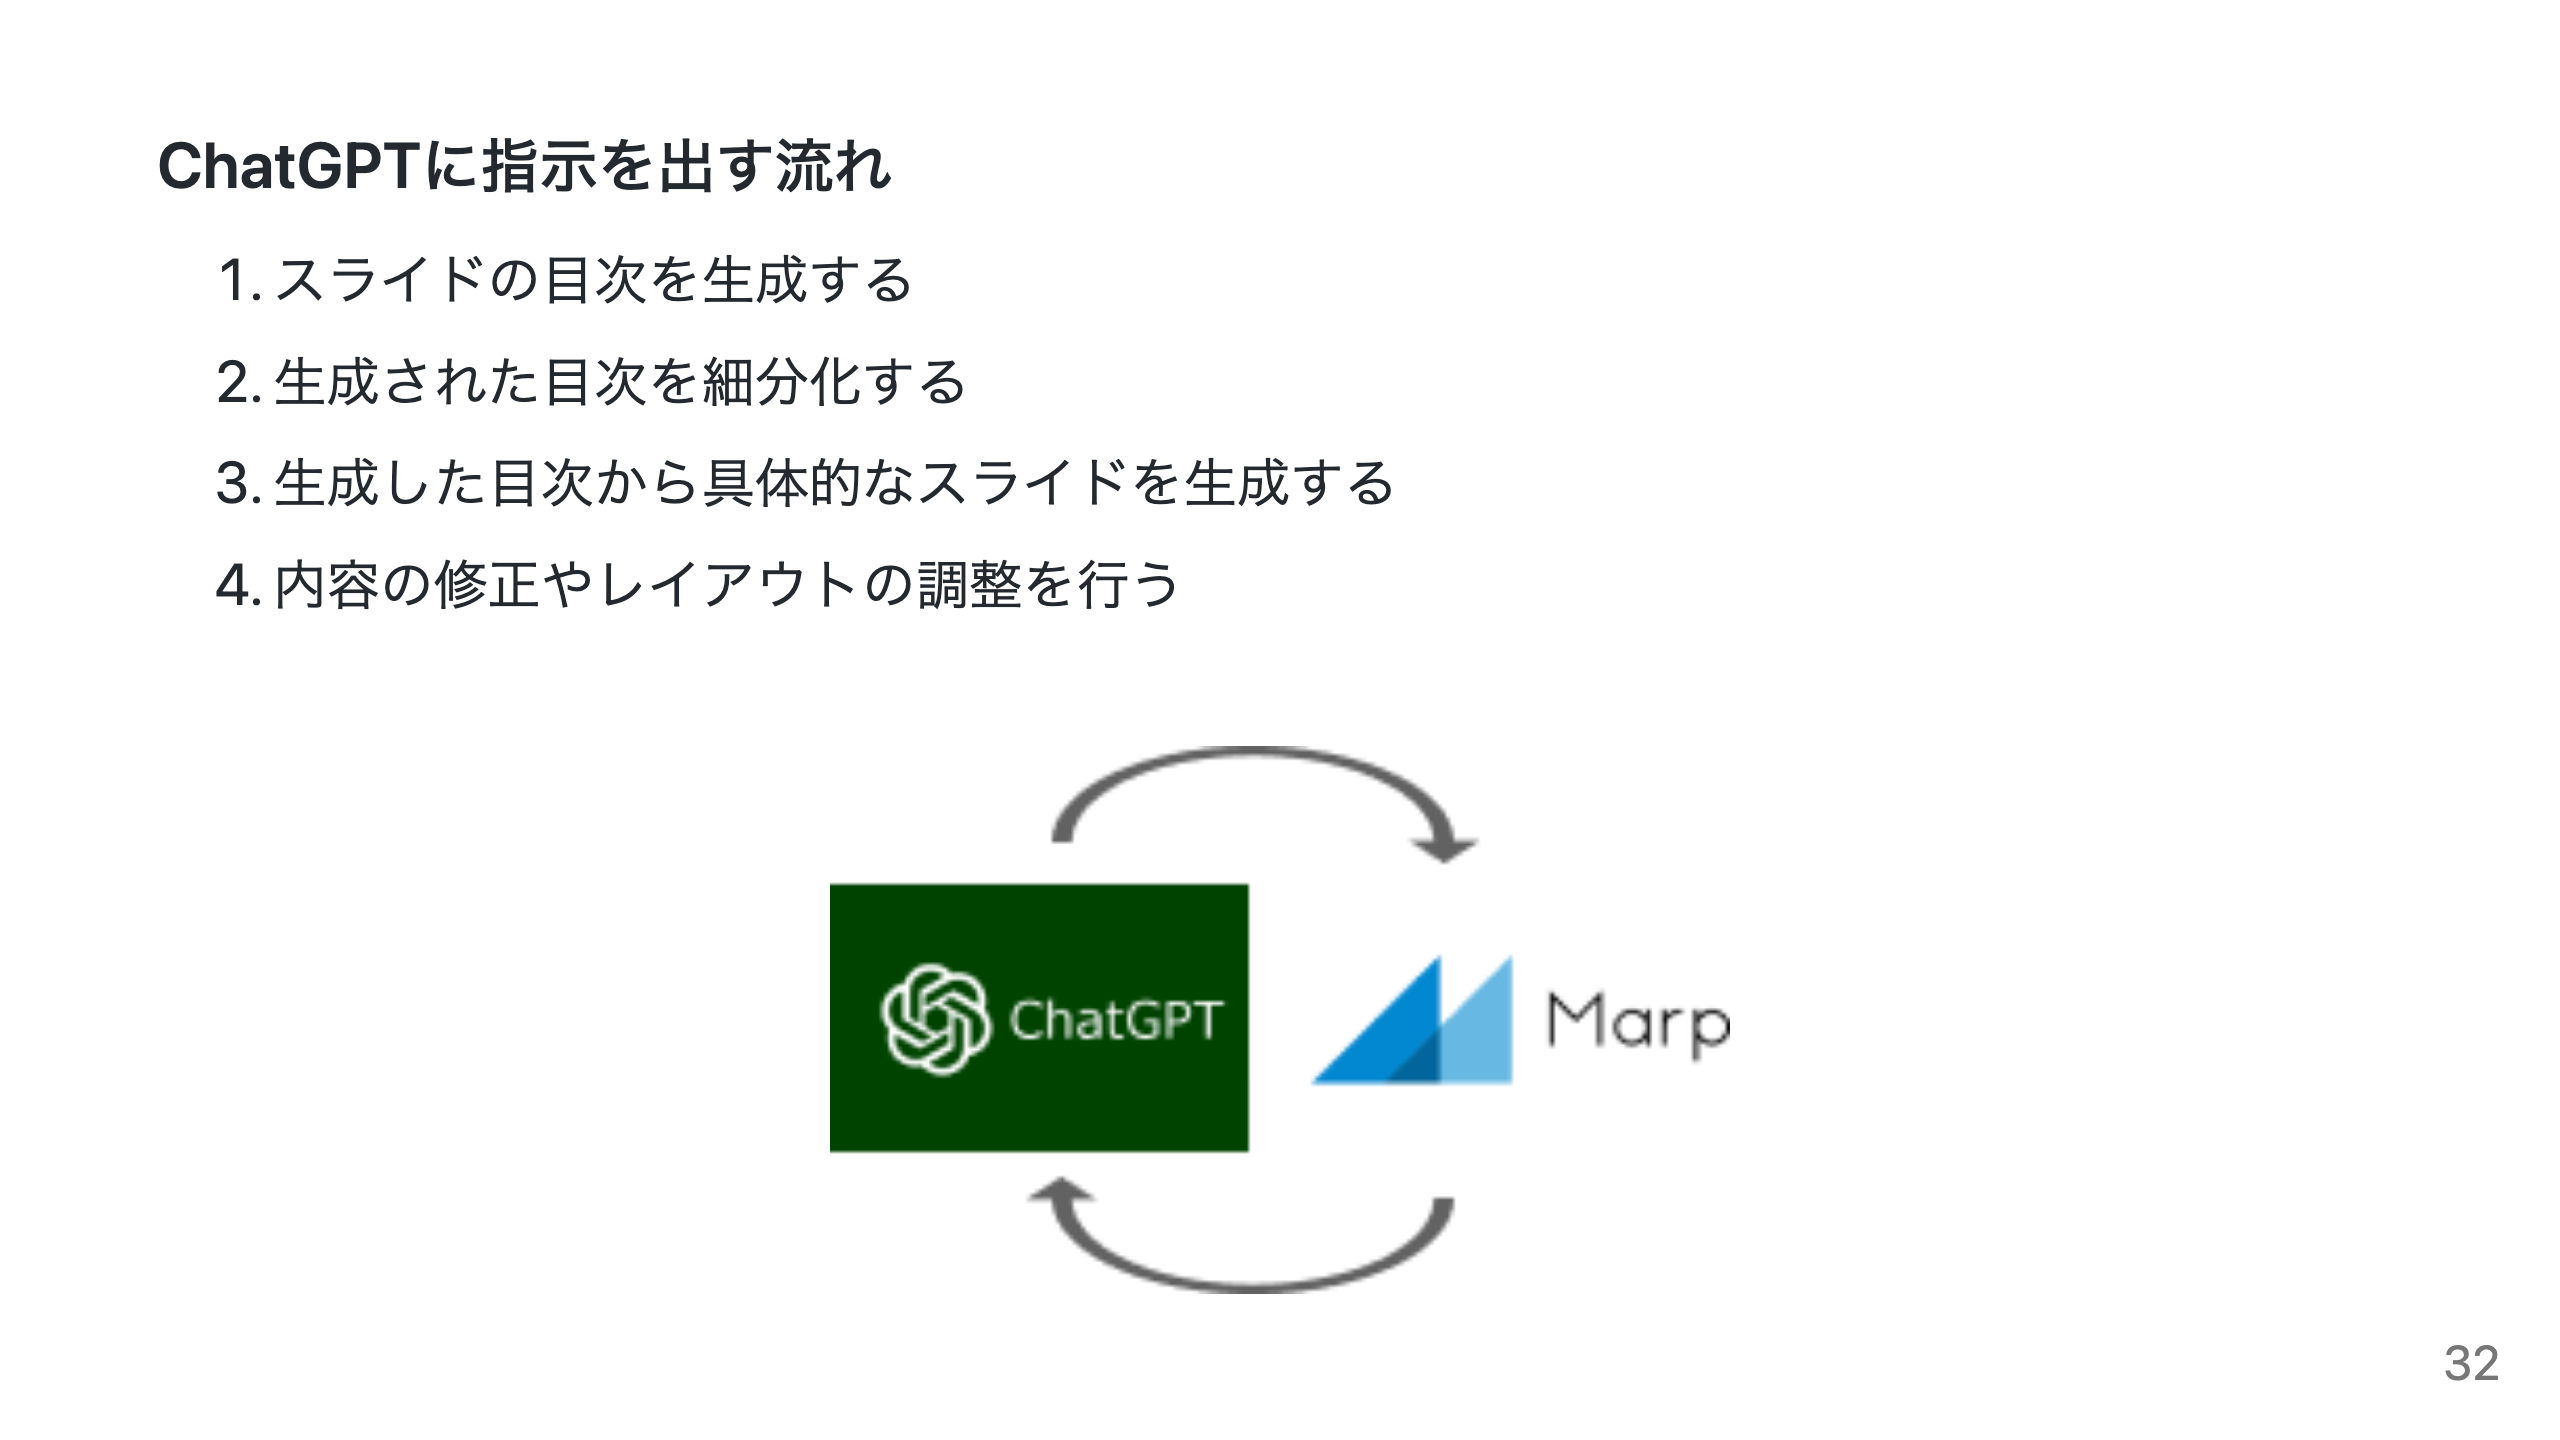 ChatGPTに指示を出す流れ
1. スライドの目次を生成する
2. 生成された目次を細分化する
3. 生成した目次から具体的なスライドを生成する
4. 内容の修正やレイアウトの調整を行う
ChatGPT
Marp
32